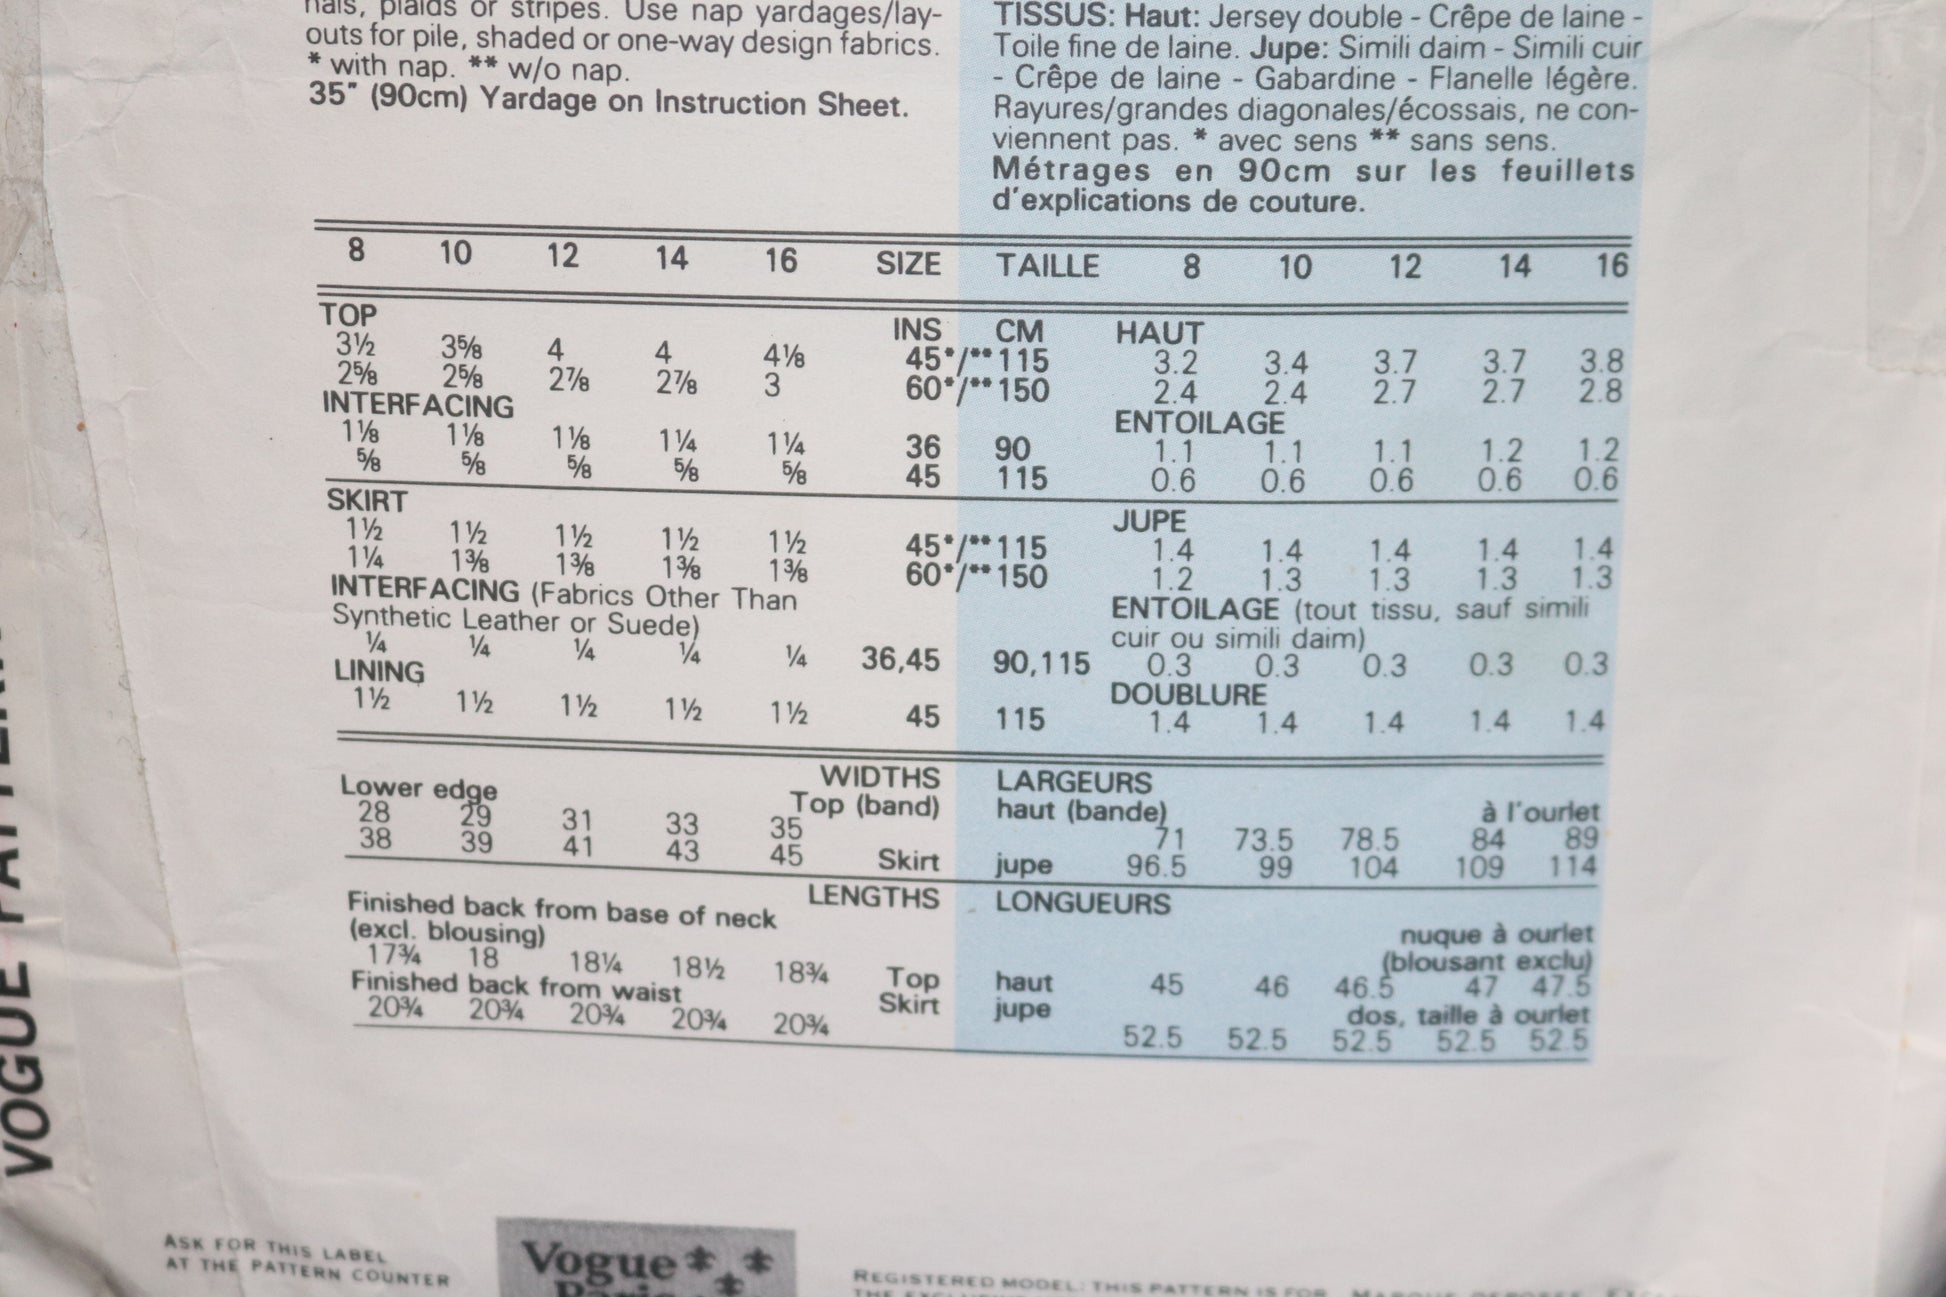 nals, plaids or stripes. Use nap yardages/lay-
outs for pile, shaded or one-way design fabrics.
* with nap. ** w/o nap.
35" (90cm) Yardage on Instruction Sheet.
TISSUS: Haut: Jersey double - Crêpe de laine -
Toile fine de laine. Jupe: Simili daim - Simili cuir
- Crêpe de laine - Gabardine - Flanelle légère.
Rayures/grandes diagonales/écossais, ne con-
viennent pas. * avec sens ** sans sens.
Métrages en 90cm sur les feuillets
d'explications de couture.
8 10 12 14 16 SIZE TAILLE 8 10 12 14 16
TOP INS CM HAUT
3½ 3⅝ 4 4 4⅛ 45*/**115 3.2 3.4 3.7 3.7 3.8
2⅝ 2⅝ 2⅞ 2⅞ 3 60*/**150 2.4 2.4 2.7 2.7 2.8
INTERFACING ENTOILAGE
1⅛ 1⅛ 1⅛ 1¼ 1¼ 36 90 1.1 1.1 1.1 1.2 1.2
⅝ ⅝ ⅝ ⅝ ⅝ 45 115 0.6 0.6 0.6 0.6 0.6
SKIRT JUPE
1½ 1½ 1½ 1½ 1½ 45*/**115 1.4 1.4 1.4 1.4 1.4
1¼ 1⅜ 1⅜ 1⅜ 1⅜ 60*/**150 1.2 1.3 1.3 1.3 1.3
INTERFACING (Fabrics Other Than ENTOILAGE (tout tissu, sauf simili
Synthetic Leather or Suede) cuir ou simili daim)
¼ ¼ ¼ ¼ ¼ 36,45 90,115 0.3 0.3 0.3 0.3 0.3
LINING DOUBLURE
1½ 1½ 1½ 1½ 1½ 45 115 1.4 1.4 1.4 1.4 1.4
WIDTHS LARGEURS
Lower edge Top (band) haut (bande) à l'ourlet
28 29 31 33 35 71 73.5 78.5 84 89
38 39 41 43 45 Skirt jupe 96.5 99 104 109 114
LENGTHS LONGUEURS
Finished back from base of neck nuque à ourlet
(excl. blousing) (blousant exclu)
17¾ 18 18¼ 18½ 18¾ Top haut 45 46 46.5 47 47.5
Finished back from waist Skirt jupe dos, taille à ourlet
20¾ 20¾ 20¾ 20¾ 20¾ 52.5 52.5 52.5 52.5 52.5
VOGUE PATTERN
ASK FOR THIS LABEL
AT THE PATTERN COUNTER
Vogue
Paris
REGISTERED MODEL: THIS PATTERN IS FOR